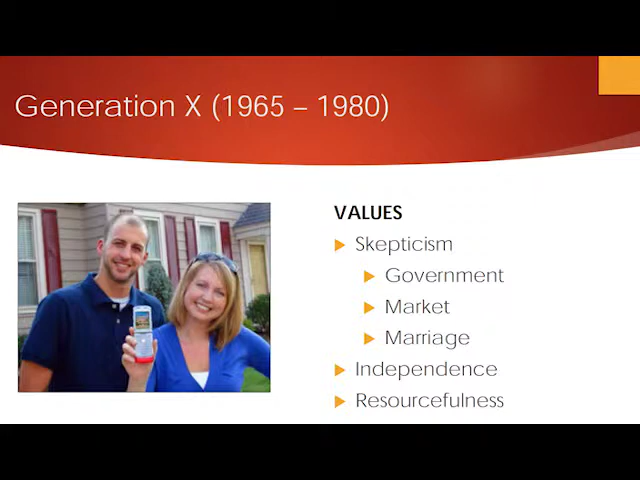 Generation X (1965 – 1980)
VALUES
Skepticism
Government
Market
Marriage
Independence
Resourcefulness